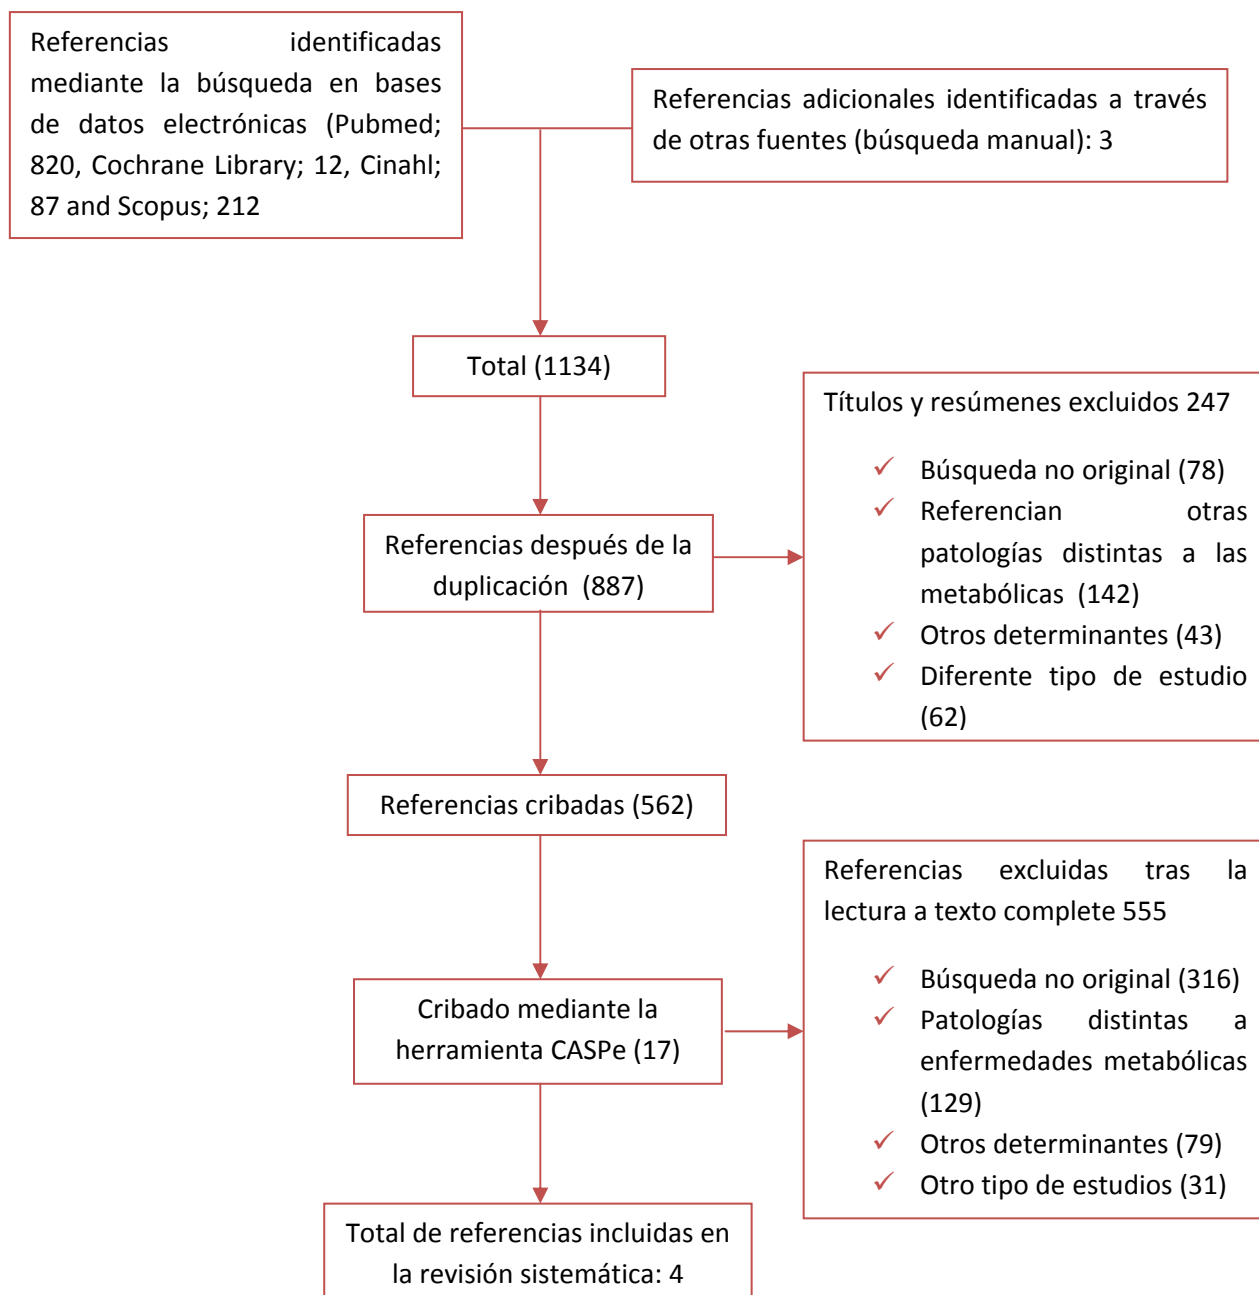 Referencias identificadas
mediante la búsqueda en bases
de datos electrónicas (Pubmed;
820, Cochrane Library; 12, Cinahl;
87 and Scopus; 212
Referencias adicionales identificadas a través
de otras fuentes (búsqueda manual): 3
Total (1134)
Títulos y resúmenes excluidos 247
Búsqueda no original (78)
Referencian otras
patologías distintas a las
metabólicas (142)
Otros determinantes (43)
Diferente tipo de estudio
(62)
Referencias después de la
duplicación (887)
Referencias cribadas (562)
Referencias excluidas tras la
lectura a texto complete 555
Búsqueda no original (316)
Patologías distintas a
enfermedades metabólicas
(129)
Otros determinantes (79)
Otro tipo de estudios (31)
Cribado mediante la
herramienta CASPe (17)
Total de referencias incluidas en
la revisión sistemática: 4